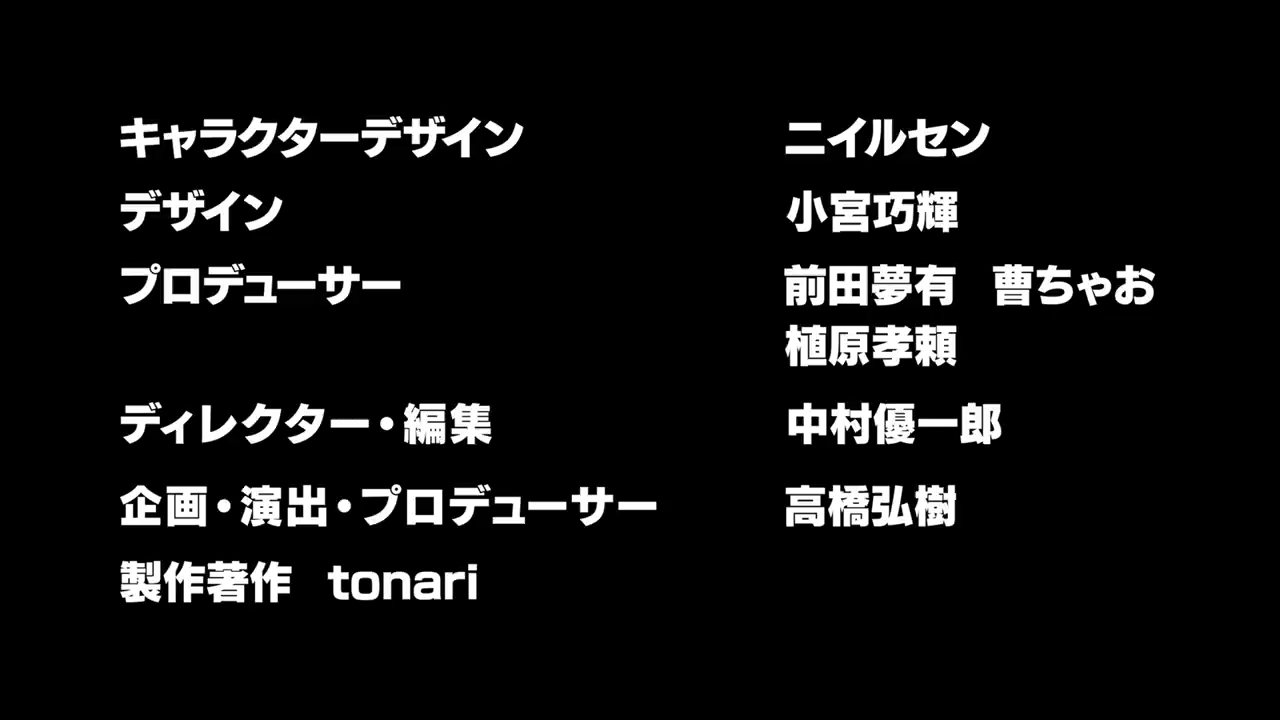 キャラクターデザイン ニイルセン
デザイン 小宮巧輝
プロデューサー 前田夢有 曹ちゃお
植原孝頼
ディレクター・編集 中村優一郎
企画・演出・プロデューサー 高橋弘樹
製作著作 tonari